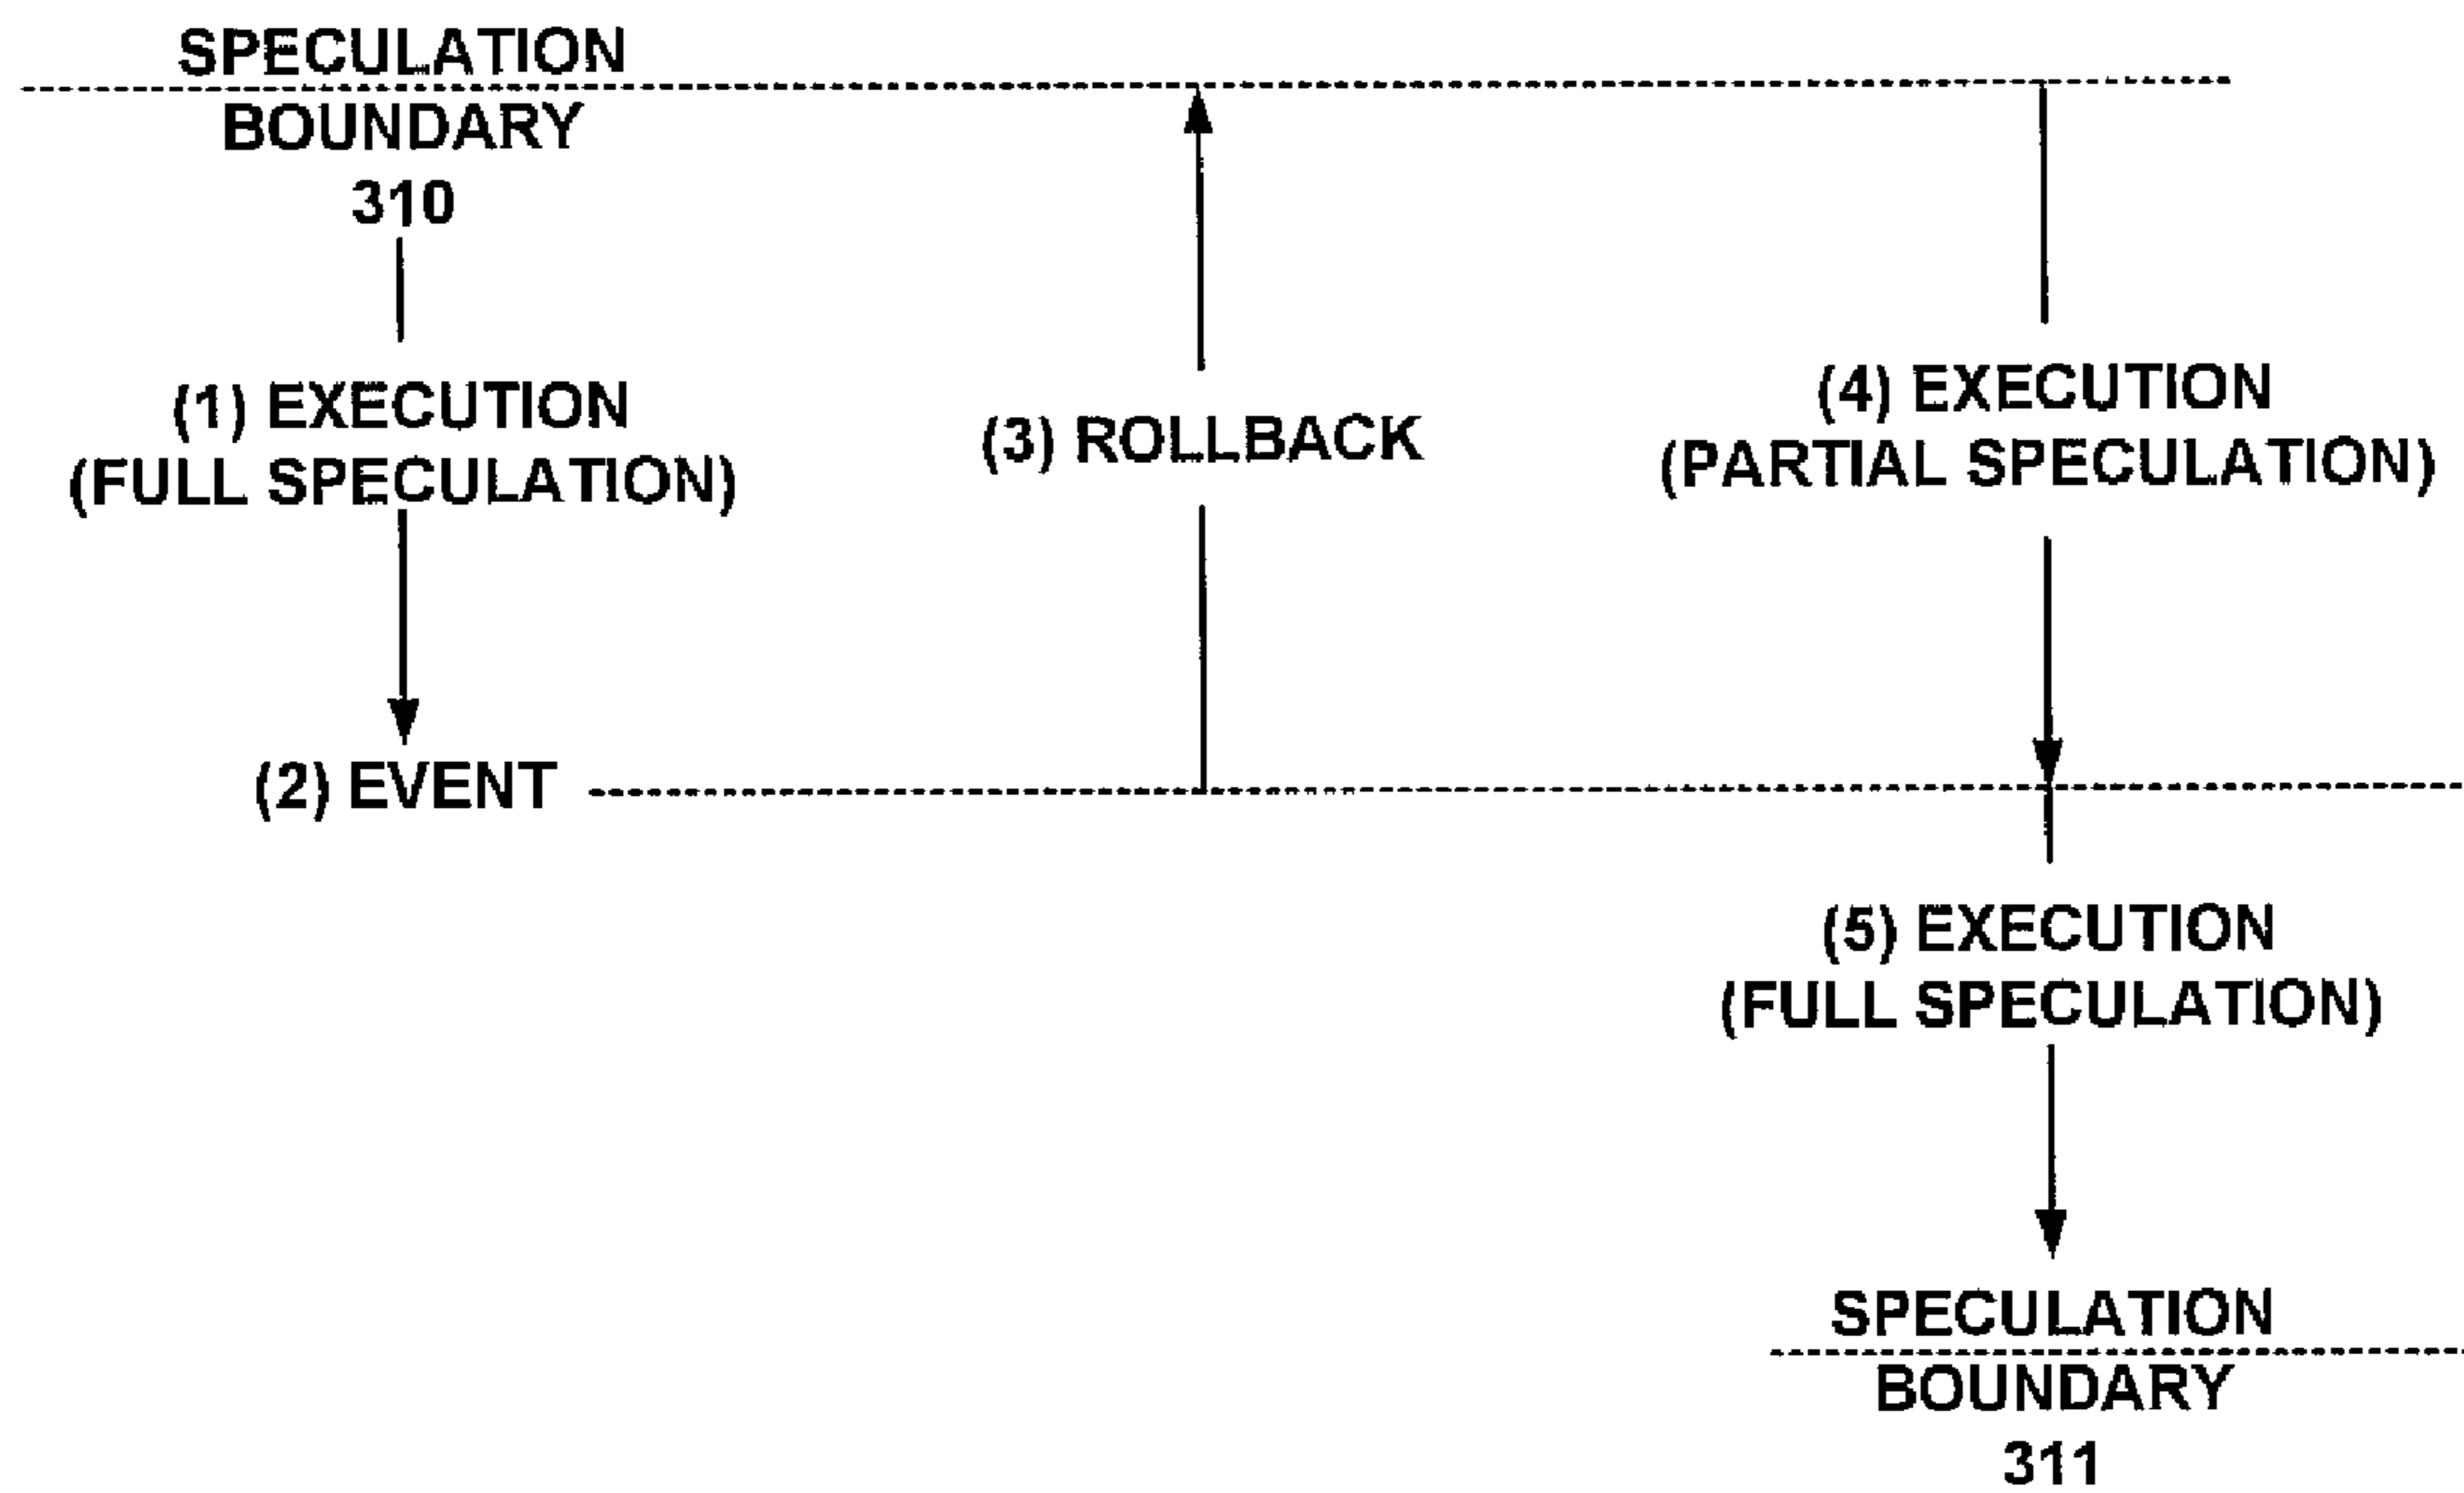 SPECULATION
BOUNDARY
310
(1) EXECUTION
(FULL SPECULATION)
(2) EVENT
(3) ROLLBACK
(4) EXECUTION
(PARTIAL SPECULATION)
(5) EXECUTION
(FULL SPECULATION)
SPECULATION
BOUNDARY
311